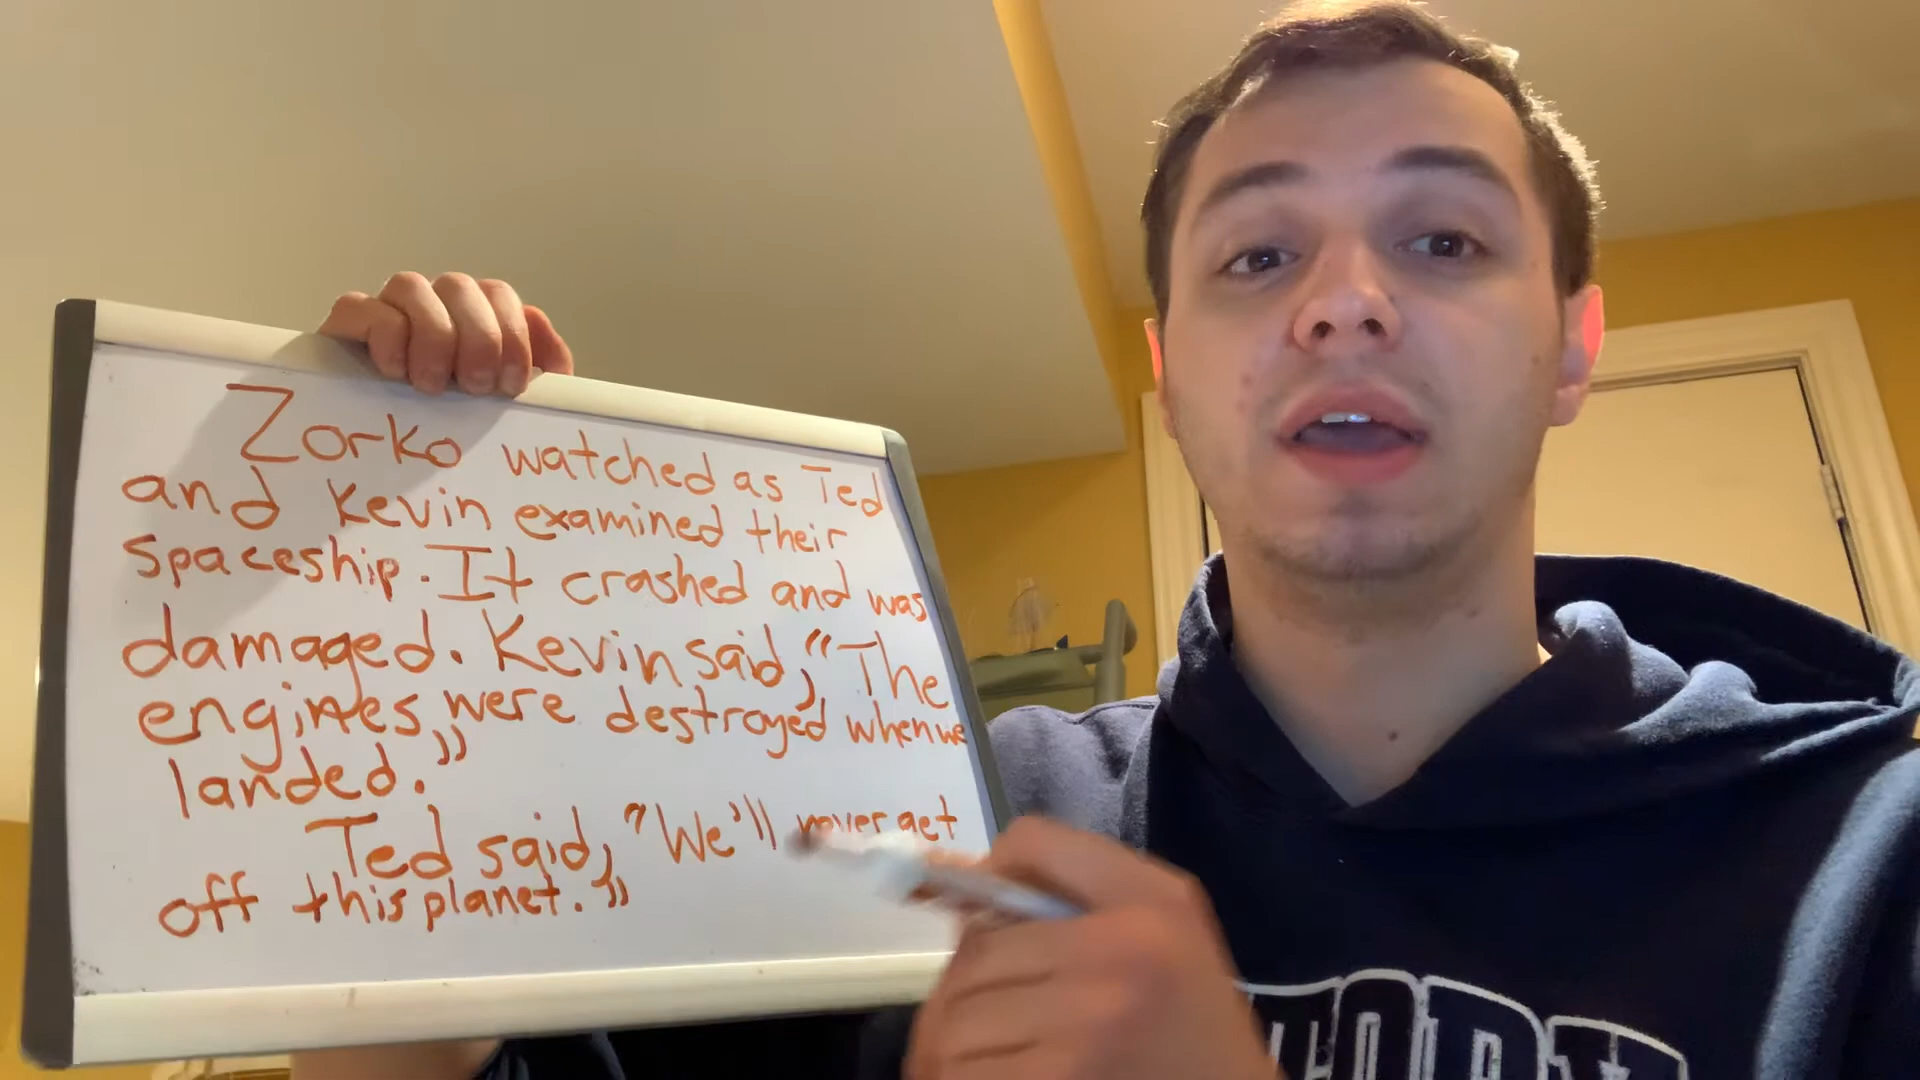 Zorko watched as Ted
and Kevin examined their
spaceship. It crashed and was
damaged. Kevin said, "The
engines were destroyed when we
landed."
Ted said, "We'll never get
off this planet."